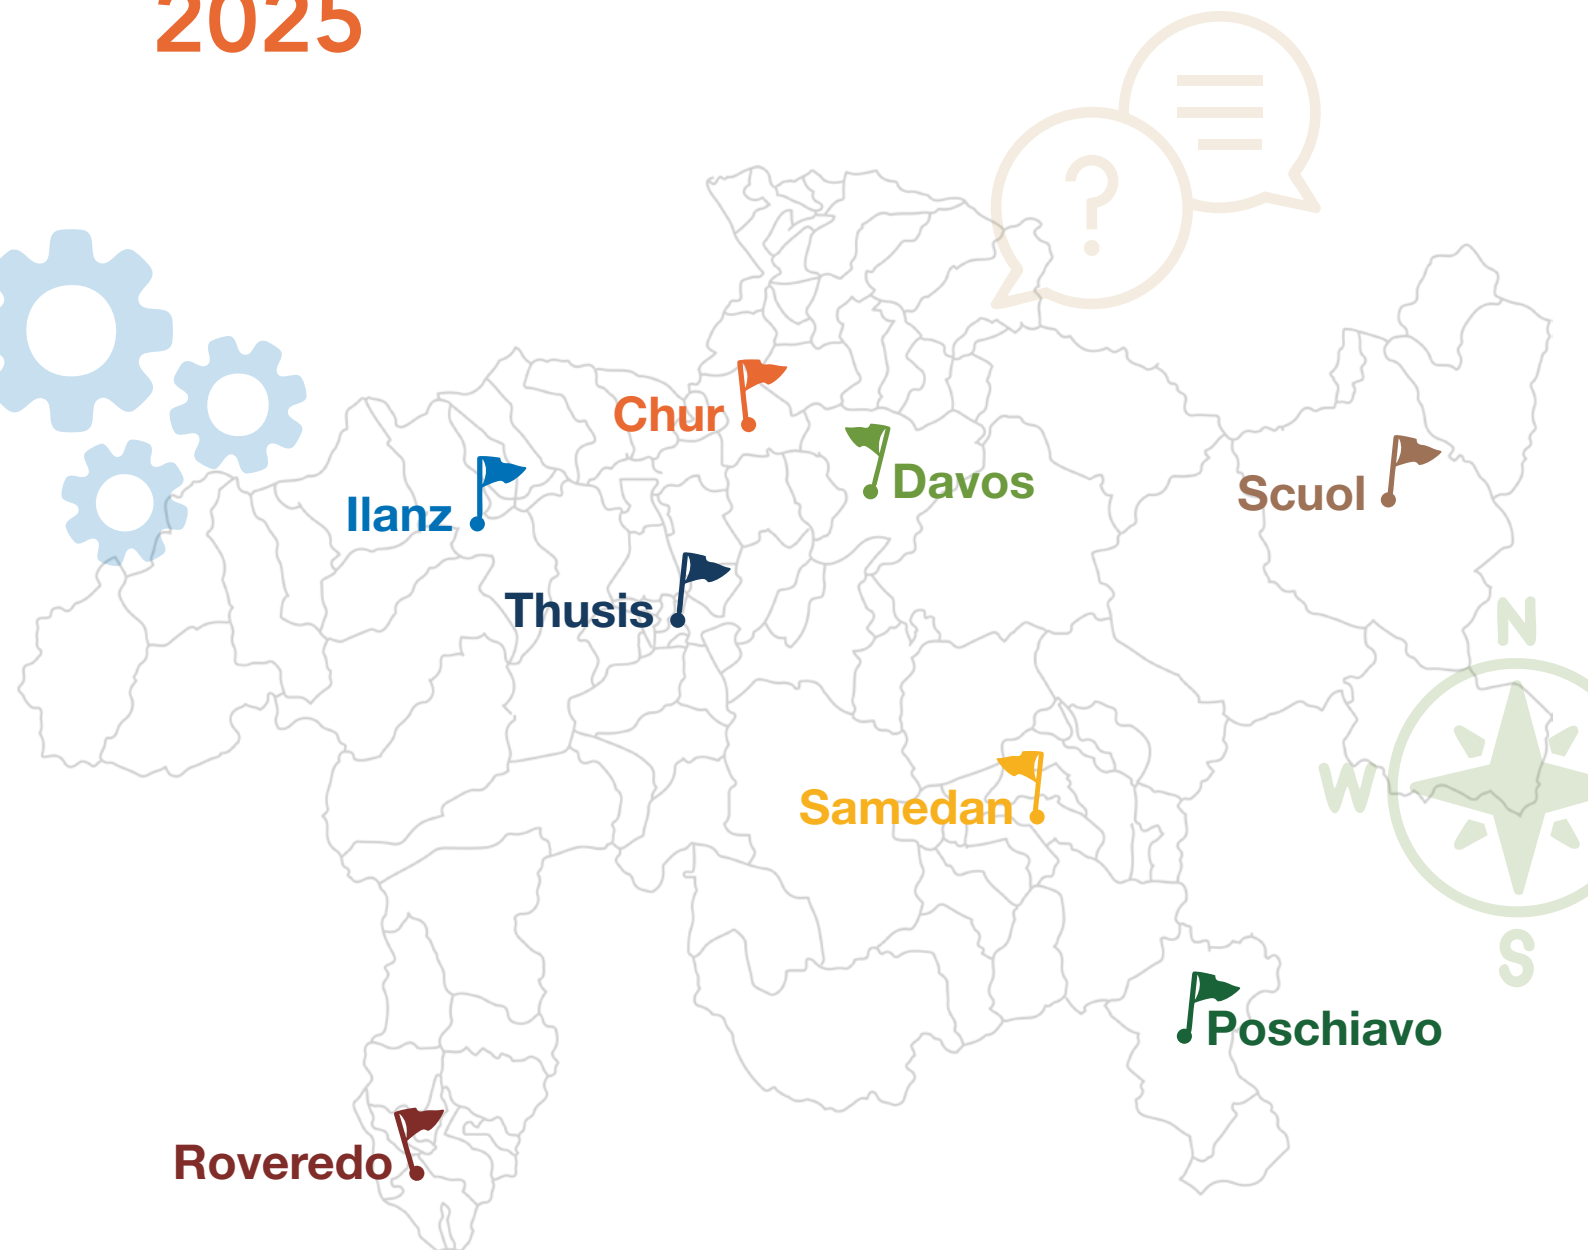 2025
Chur
Davos
Scuol
Ilanz
Thusis
N
W
Samedan
S
Poschiavo
Roveredo
?